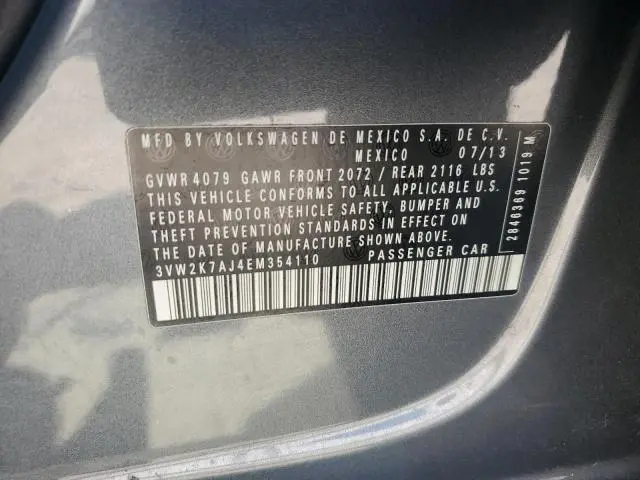 MFD BY VOLKSWAGEN DE MEXICO S.A. DE C.V.
MEXICO 07/13
GVWR 4079 GAWR FRONT 2072 / REAR 2116 LBS
THIS VEHICLE CONFORMS TO ALL APPLICABLE U.S.
FEDERAL MOTOR VEHICLE SAFETY, BUMPER AND
THEFT PREVENTION STANDARDS IN EFFECT ON
THE DATE OF MANUFACTURE SHOWN ABOVE.
3VW2K7AJ4EM354110 PASSENGER CAR
2846369 1019 M